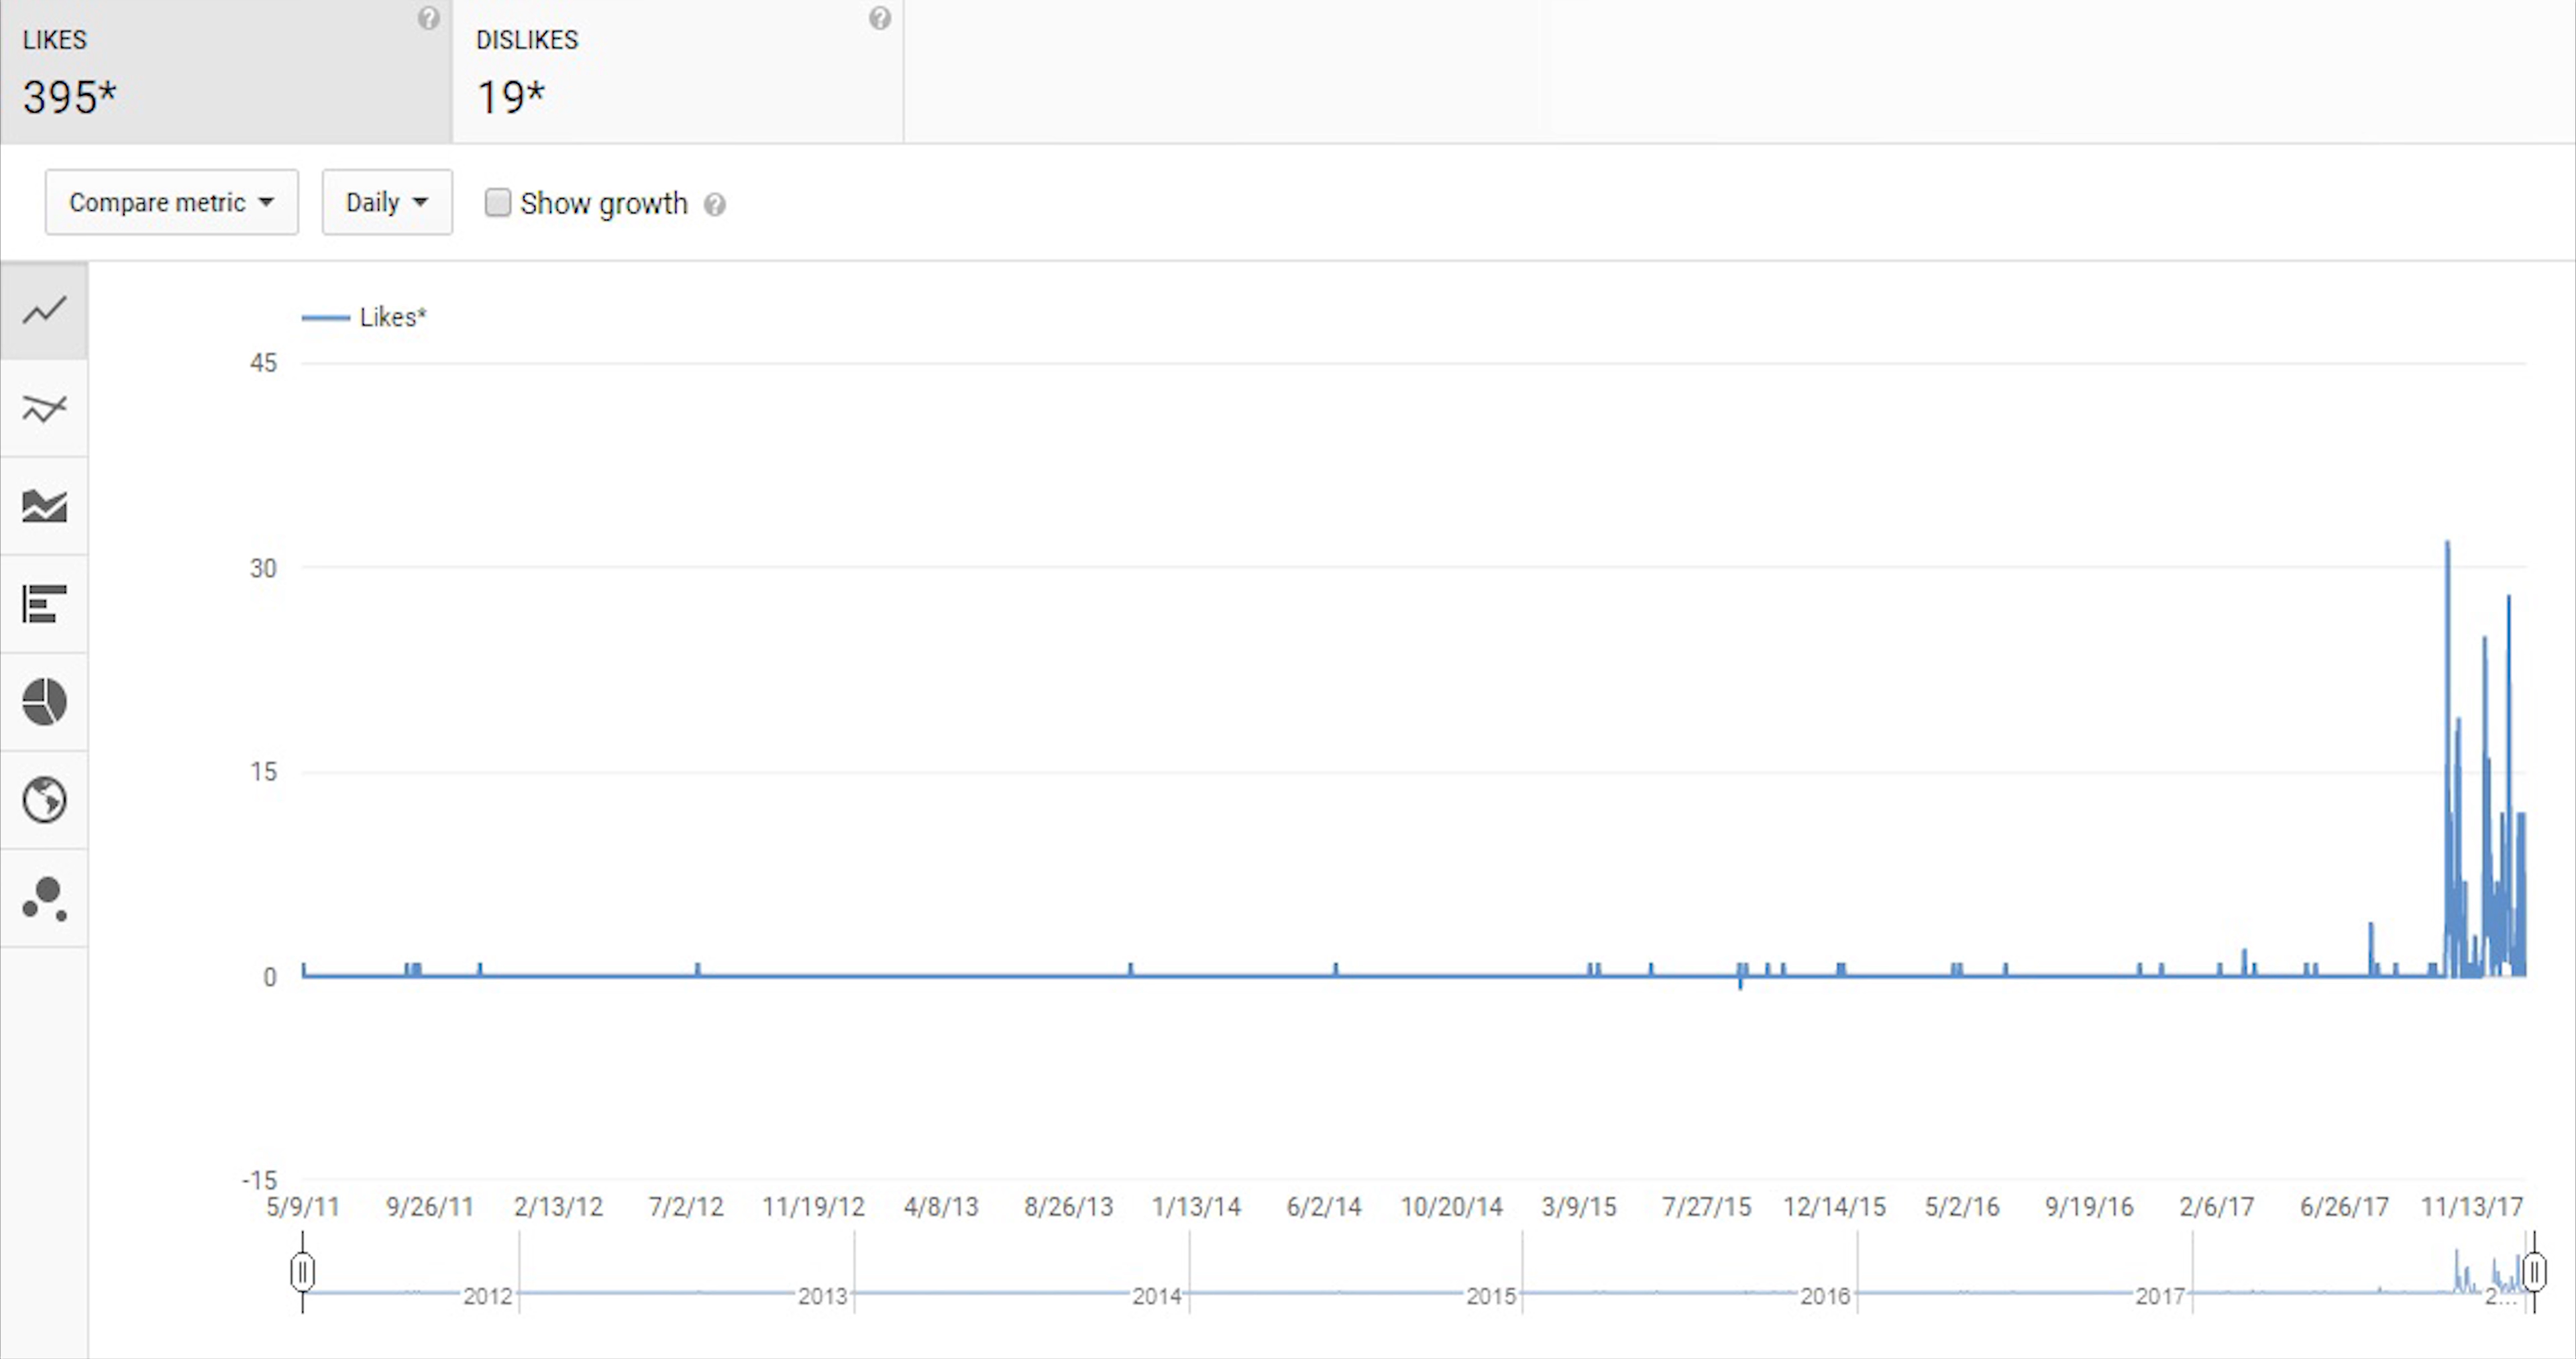 LIKES
395*
DISLIKES
19*
Compare metric
Daily
Show growth
Likes*
45
30
15
0
-15
5/9/11 9/26/11 2/13/12 7/2/12 11/19/12 4/8/13 8/26/13 1/13/14 6/2/14 10/20/14 3/9/15 7/27/15 12/14/15 5/2/16 9/19/16 2/6/17 6/26/17 11/13/17
2012 2013 2014 2015 2016 2017 2...